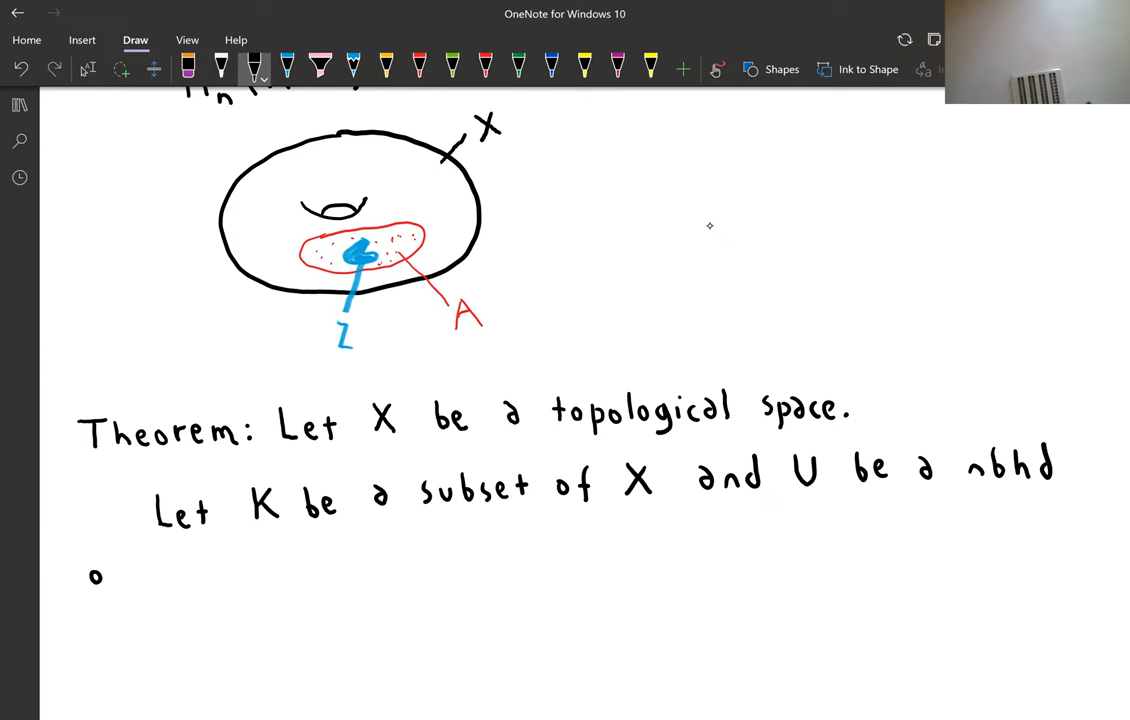 OneNote for Windows 10
Home Insert Draw View Help
Shapes Ink to Shape
X
A
Z
Theorem: Let X be a topological space.
Let K be a subset of X and U be a nbhd
o